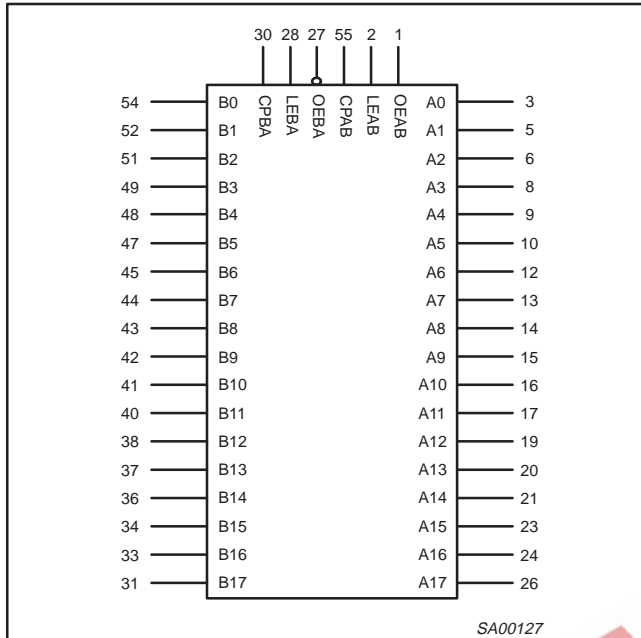 30 28 27 55 2 1
CPBA LEBA OEBA CPAB LEAB OEAB
54 B0 A0 3
52 B1 A1 5
51 B2 A2 6
49 B3 A3 8
48 B4 A4 9
47 B5 A5 10
45 B6 A6 12
44 B7 A7 13
43 B8 A8 14
42 B9 A9 15
41 B10 A10 16
40 B11 A11 17
38 B12 A12 19
37 B13 A13 20
36 B14 A14 21
34 B15 A15 23
33 B16 A16 24
31 B17 A17 26
SA00127